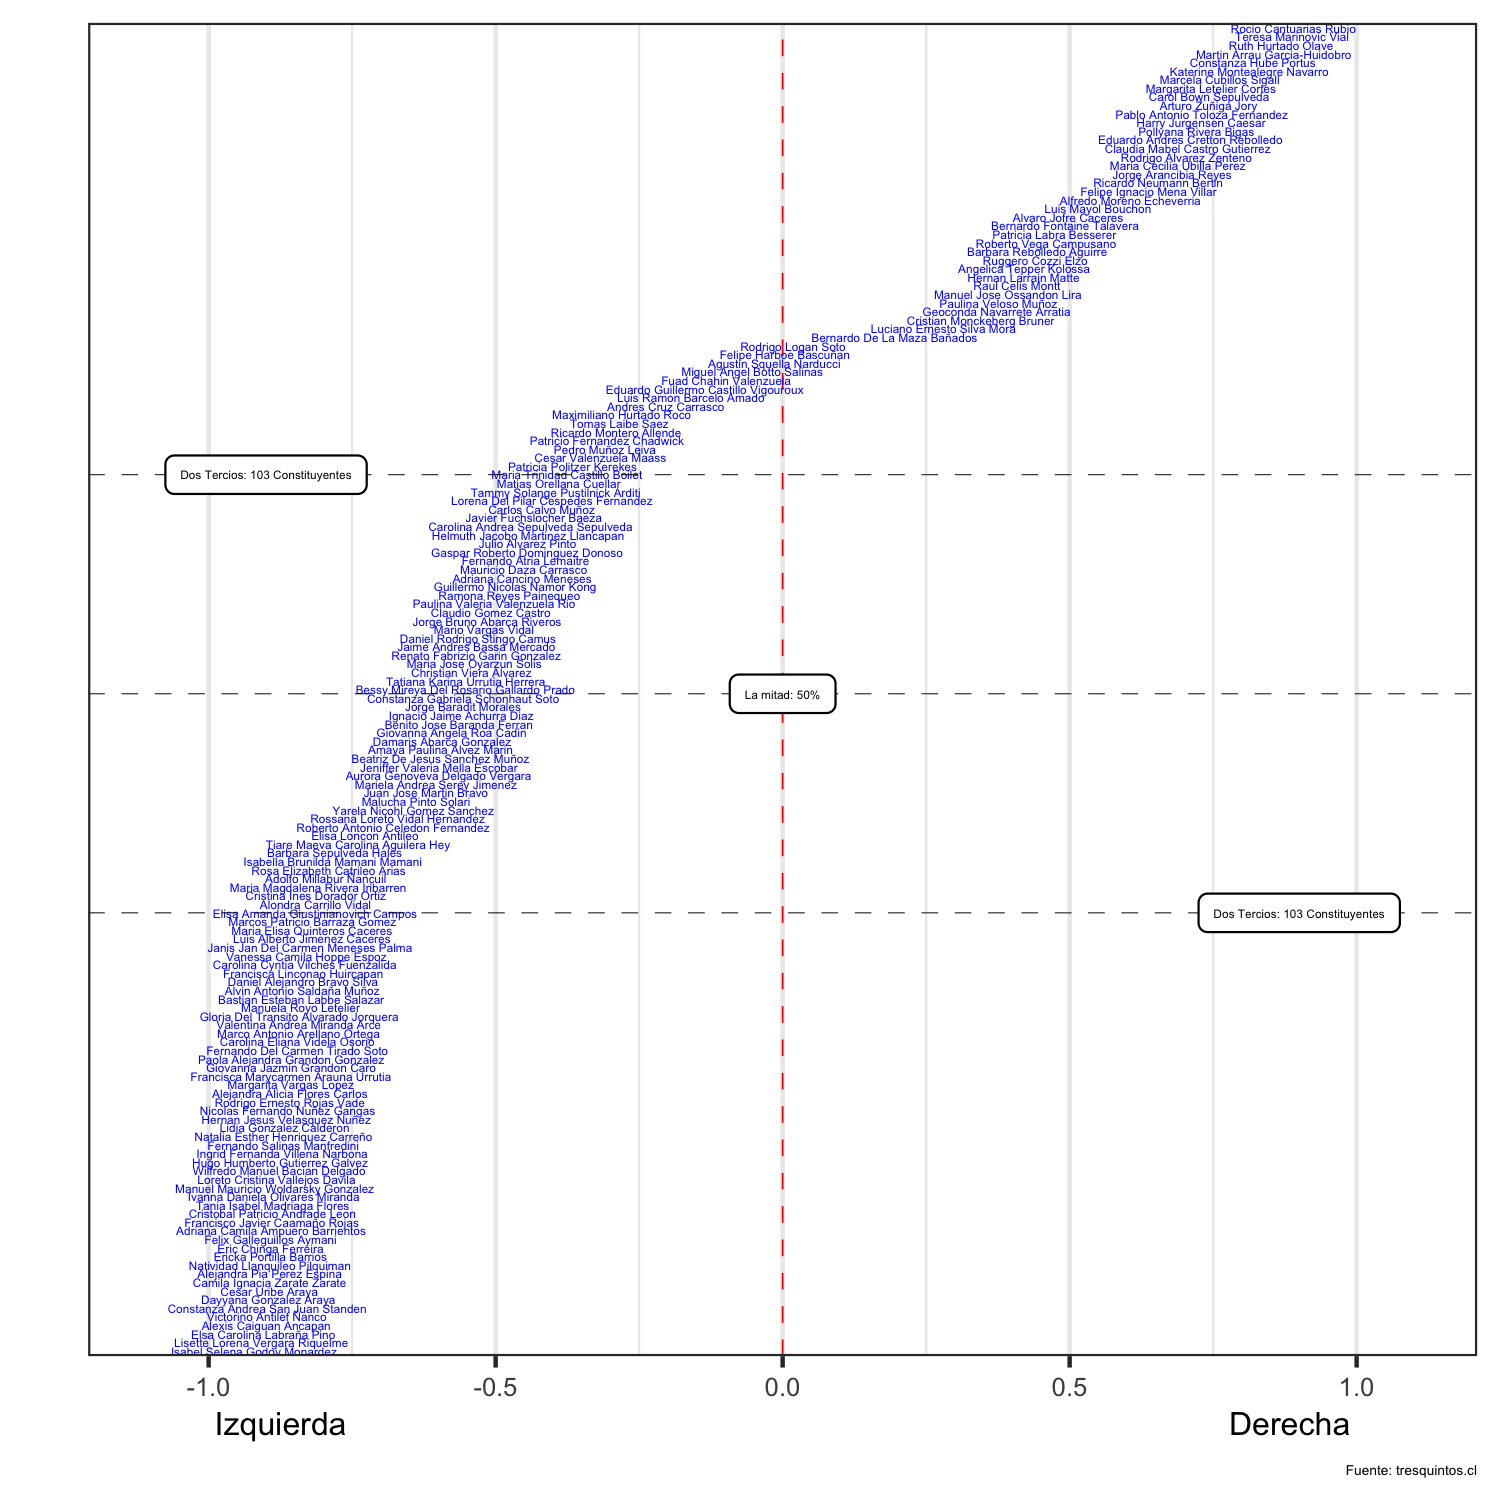 Rocio Cantuarias Rubio
Teresa Marinovic Vial
Ruth Hurtado Olave
Martin Arrau Garcia-Huidobro
Constanza Hube Portus
Katerine Montealegre Navarro
Marcela Cubillos Sigall
Margarita Letelier Cortes
Carol Bown Sepulveda
Arturo Zuñiga Jory
Pablo Antonio Toloza Fernandez
Harry Jurgensen Caesar
Pollyana Rivera Bigas
Eduardo Andres Cretton Rebolledo
Claudia Mabel Castro Gutierrez
Rodrigo Alvarez Zenteno
Maria Cecilia Ubilla Perez
Jorge Arancibia Reyes
Ricardo Neumann Bertin
Felipe Ignacio Mena Villar
Alfredo Moreno Echeverria
Luis Mayol Bouchon
Alvaro Jofre Caceres
Bernardo Fontaine Talavera
Patricia Labra Besserer
Roberto Vega Campusano
Barbara Rebolledo Aguirre
Ruggero Cozzi Elzo
Angelica Tepper Kolossa
Hernan Larrain Matte
Raul Celis Montt
Manuel Jose Ossandon Lira
Paulina Veloso Muñoz
Geoconda Navarrete Arratia
Cristian Monckeberg Bruner
Luciano Ernesto Silva Mora
Bernardo De La Maza Bañados
Rodrigo Logan Soto
Felipe Harboe Bascuñan
Agustin Squella Narducci
Miguel Angel Botto Salinas
Fuad Chahin Valenzuela
Eduardo Guillermo Castillo Vigouroux
Luis Ramon Barcelo Amado
Andres Cruz Carrasco
Maximiliano Hurtado Roco
Tomas Laibe Saez
Ricardo Montero Allende
Patricio Fernandez Chadwick
Pedro Muñoz Leiva
Cesar Valenzuela Maass
Patricia Politzer Kerekes
Dos Tercios: 103 Constituyentes
Maria Trinidad Castillo Boilet
Matias Orellana Cuellar
Tammy Solange Pustilnick Arditi
Lorena Del Pilar Cespedes Fernandez
Carlos Calvo Muñoz
Javier Fuchslocher Baeza
Carolina Andrea Sepulveda Sepulveda
Helmuth Jacobo Martinez Llancapan
Julio Alvarez Pinto
Gaspar Roberto Dominguez Donoso
Fernando Atria Lemaitre
Mauricio Daza Carrasco
Adriana Cancino Meneses
Guillermo Nicolas Namor Kong
Ramona Reyes Painequeo
Paulina Valeria Valenzuela Rio
Claudio Gomez Castro
Jorge Bruno Abarca Riveros
Mario Vargas Vidal
Daniel Rodrigo Stingo Camus
Jaime Andres Bassa Mercado
Renato Fabrizio Garin Gonzalez
Maria Jose Oyarzun Solis
Christian Viera Alvarez
Tatiana Karina Urrutia Herrera
Bessy Mireya Del Rosario Gallardo Prado
La mitad: 50%
Constanza Gabriela Schonhaut Soto
Jorge Baradit Morales
Ignacio Jaime Achurra Diaz
Benito Jose Baranda Ferran
Giovanna Angela Roa Cadin
Damaris Abarca Gonzalez
Amaya Paulina Alvez Marin
Beatriz De Jesus Sanchez Muñoz
Jeniffer Valeria Mella Escobar
Aurora Genoveva Delgado Vergara
Mariela Andrea Serey Jimenez
Juan Jose Martin Bravo
Malucha Pinto Solari
Yarela Nicohl Gomez Sanchez
Rossana Loreto Vidal Hernandez
Roberto Antonio Celedon Fernandez
Elisa Loncon Antileo
Tiare Maeva Carolina Aguilera Hey
Barbara Sepulveda Hales
Isabella Brunilda Mamani Mamani
Rosa Elizabeth Catrileo Arias
Adolfo Millabur Nancuil
Maria Magdalena Rivera Iribarren
Cristina Ines Dorador Ortiz
Alondra Carrillo Vidal
Elisa Amanda Giustinianovich Campos
Dos Tercios: 103 Constituyentes
Marcos Patricio Barraza Gomez
Maria Elisa Quinteros Caceres
Luis Alberto Jimenez Caceres
Janis Jan Del Carmen Meneses Palma
Vanessa Camila Hoppe Espoz
Carolina Cyntia Vilches Fuenzalida
Francisca Linconao Huircapan
Daniel Alejandro Bravo Silva
Alvin Antonio Saldaña Muñoz
Bastian Esteban Labbe Salazar
Manuela Royo Letelier
Gloria Del Transito Alvarado Jorquera
Valentina Andrea Miranda Arce
Marco Antonio Arellano Ortega
Carolina Eliana Videla Osorio
Fernando Del Carmen Tirado Soto
Paola Alejandra Grandon Gonzalez
Giovanna Jazmin Grandon Caro
Francisca Marycarmen Arauna Urrutia
Margarita Vargas Lopez
Alejandra Alicia Flores Carlos
Rodrigo Ernesto Rojas Vade
Nicolas Fernando Nuñez Gangas
Hernan Jesus Velasquez Nuñez
Lidia Gonzalez Calderon
Natalia Esther Henriquez Carreño
Fernando Salinas Manfredini
Ingrid Fernanda Villena Narbona
Hugo Humberto Gutierrez Galvez
Wilfredo Manuel Bacian Delgado
Loreto Cristina Vallejos Davila
Manuel Mauricio Woldarsky Gonzalez
Ivanna Daniela Olivares Miranda
Tania Isabel Madriaga Flores
Cristobal Patricio Andrade Leon
Francisco Javier Caamaño Rojas
Adriana Camila Ampuero Barrientos
Felix Galleguillos Aymani
Eric Chinga Ferreira
Ericka Portilla Barrios
Natividad Llanquileo Pilquiman
Alejandra Pia Perez Espina
Camila Ignacia Zarate Zarate
Cesar Uribe Araya
Dayyana Gonzalez Araya
Constanza Andrea San Juan Standen
Victorino Antilef Ñanco
Alexis Caiguan Ancapan
Elsa Carolina Labraña Pino
Lisette Lorena Vergara Riquelme
Isabel Selena Godoy Monardez
-1.0 -0.5 0.0 0.5 1.0
Izquierda Derecha
Fuente: tresquintos.cl